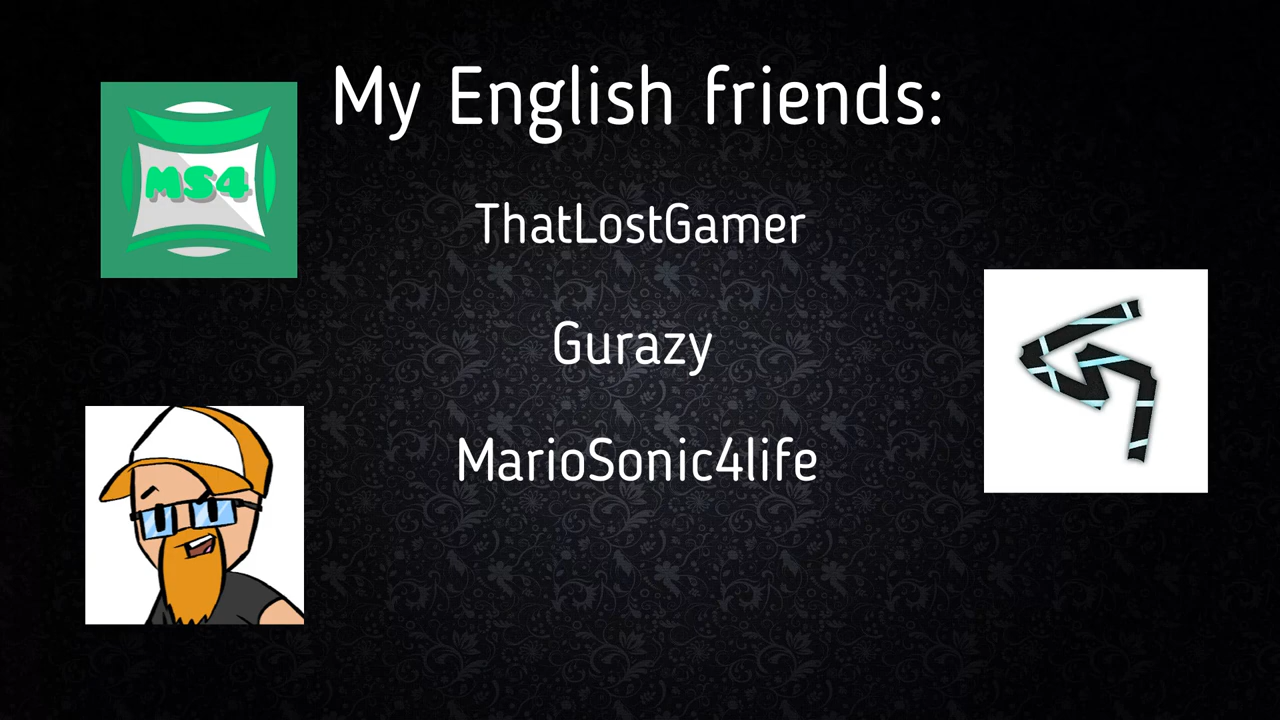 My English friends:
MS4
ThatLostGamer
Gurazy
MarioSonic4life